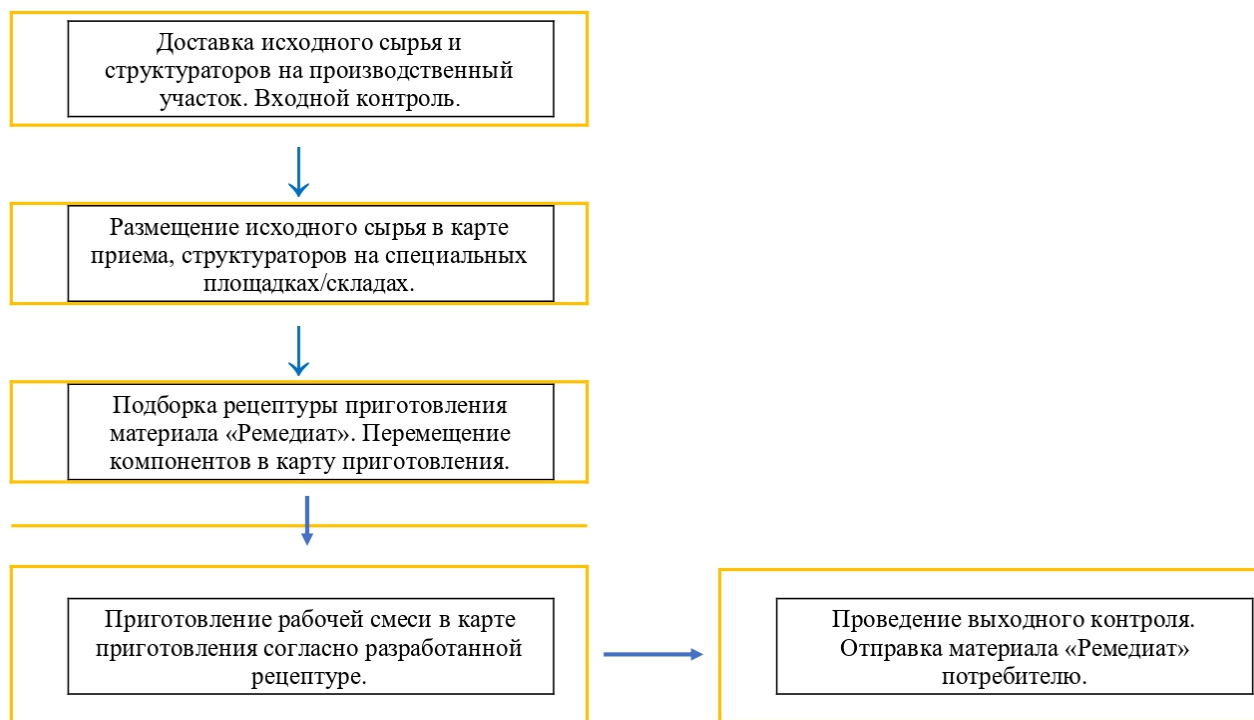 Доставка исходного сырья и
структураторов на производственный
участок. Входной контроль.
Размещение исходного сырья в карте
приема, структураторов на специальных
площадках/складах.
Подборка рецептуры приготовления
материала «Ремедиат». Перемещение
компонентов в карту приготовления.
Приготовление рабочей смеси в карте
приготовления согласно разработанной
рецептуре.
Проведение выходного контроля.
Отправка материала «Ремедиат»
потребителю.